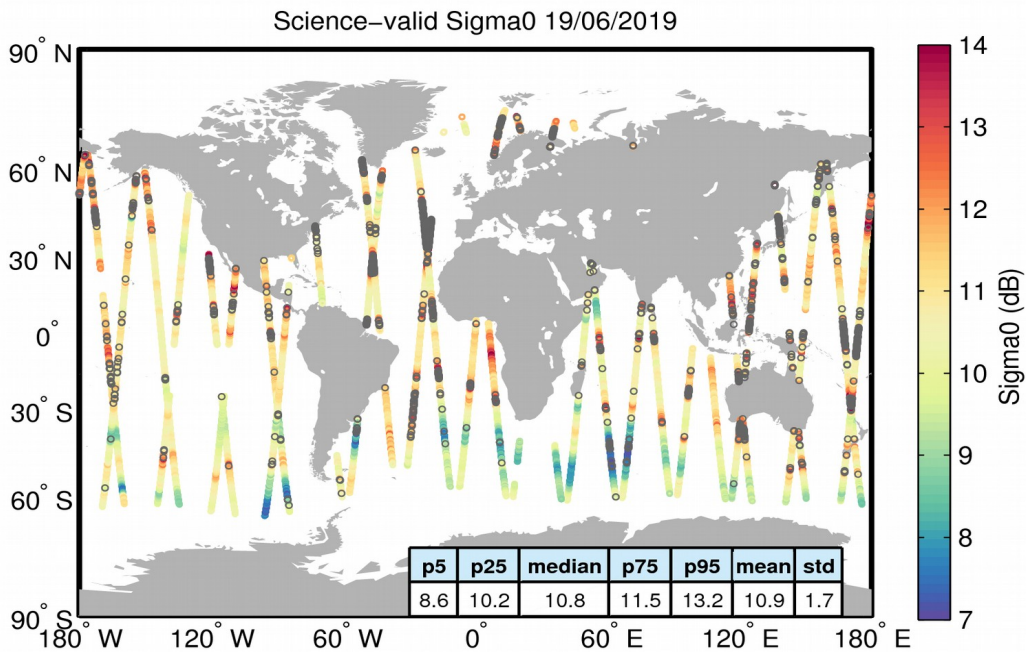 Science−valid Sigma0 19/06/2019
90° N
60° N
30° N
0°
30° S
60° S
90° S
180° W
120° W
60° W
0°
60° E
120° E
180° E
p5 p25 median p75 p95 mean std
8.6 10.2 10.8 11.5 13.2 10.9 1.7
14
13
12
11
10
9
8
7
Sigma0 (dB)